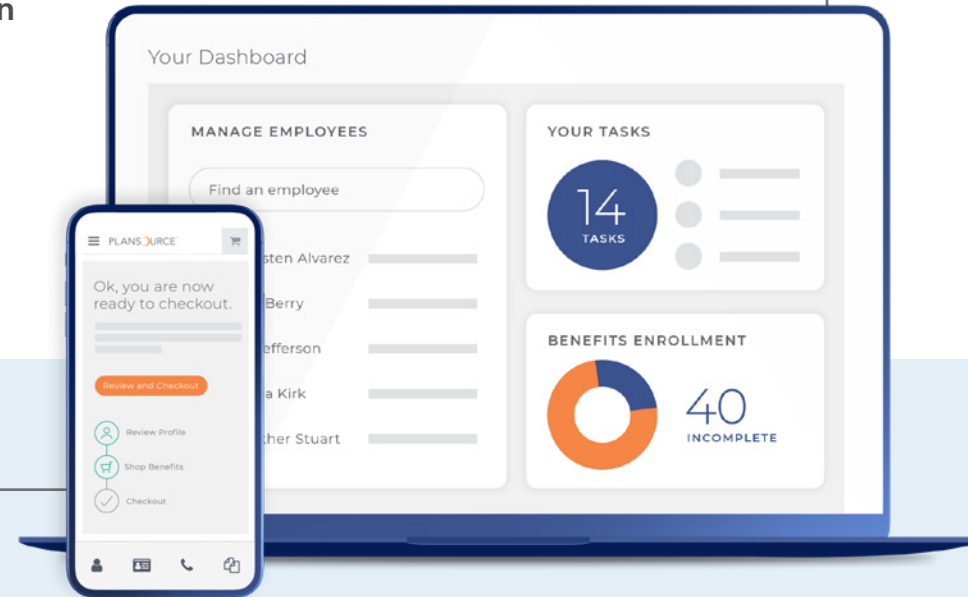 n
Your Dashboard
MANAGE EMPLOYEES
Find an employee
sten Alvarez
Berry
efferson
a Kirk
ther Stuart
YOUR TASKS
14
TASKS
BENEFITS ENROLLMENT
40
INCOMPLETE
PLANSOURCE
Ok, you are now
ready to checkout.
Review and Checkout
Review Profile
Shop Benefits
Checkout